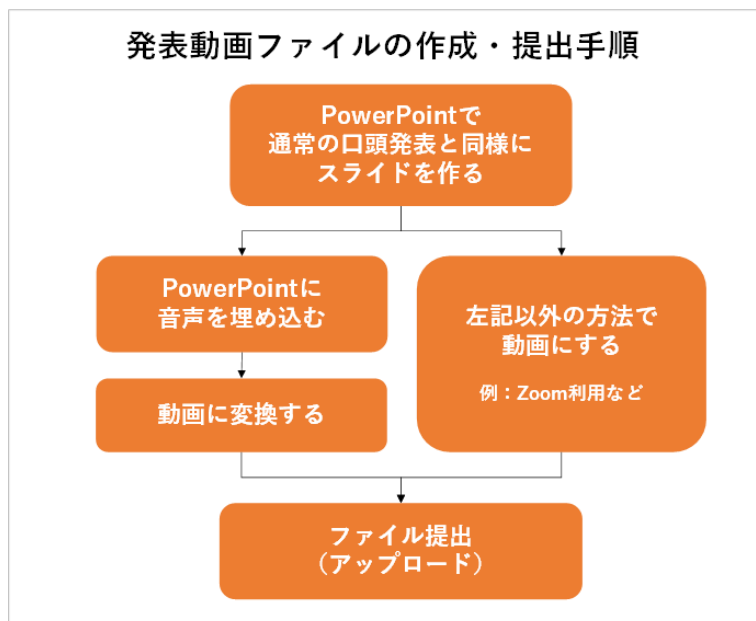 発表動画ファイルの作成・提出手順
PowerPointで
通常の口頭発表と同様に
スライドを作る
PowerPointに
音声を埋め込む
動画に変換する
左記以外の方法で
動画にする
例：Zoom利用など
ファイル提出
（アップロード）